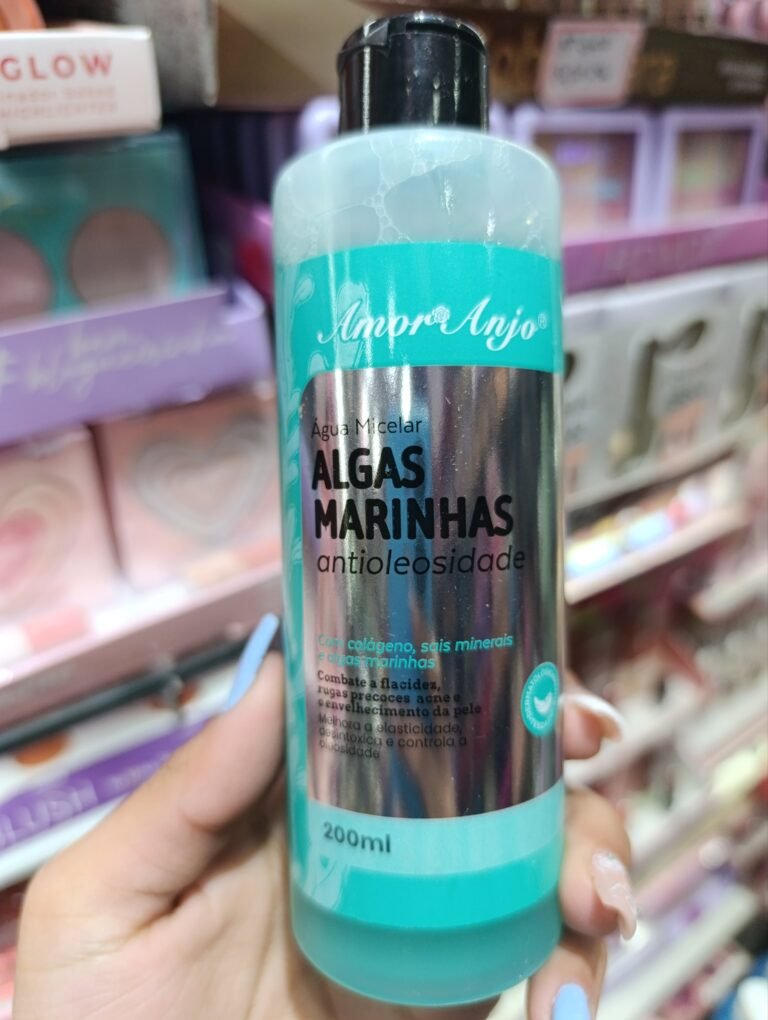 GLOW
Amor Anjo®
Água Micelar
ALGAS
MARINHAS
antioleosidade
Com colágeno, sais minerais
e algas marinhas
Combate a flacidez,
rugas precoces acne e
o envelhecimento da pele
Melhora a elasticidade,
desintoxica e controla a
oleosidade
200ml
BLUSH